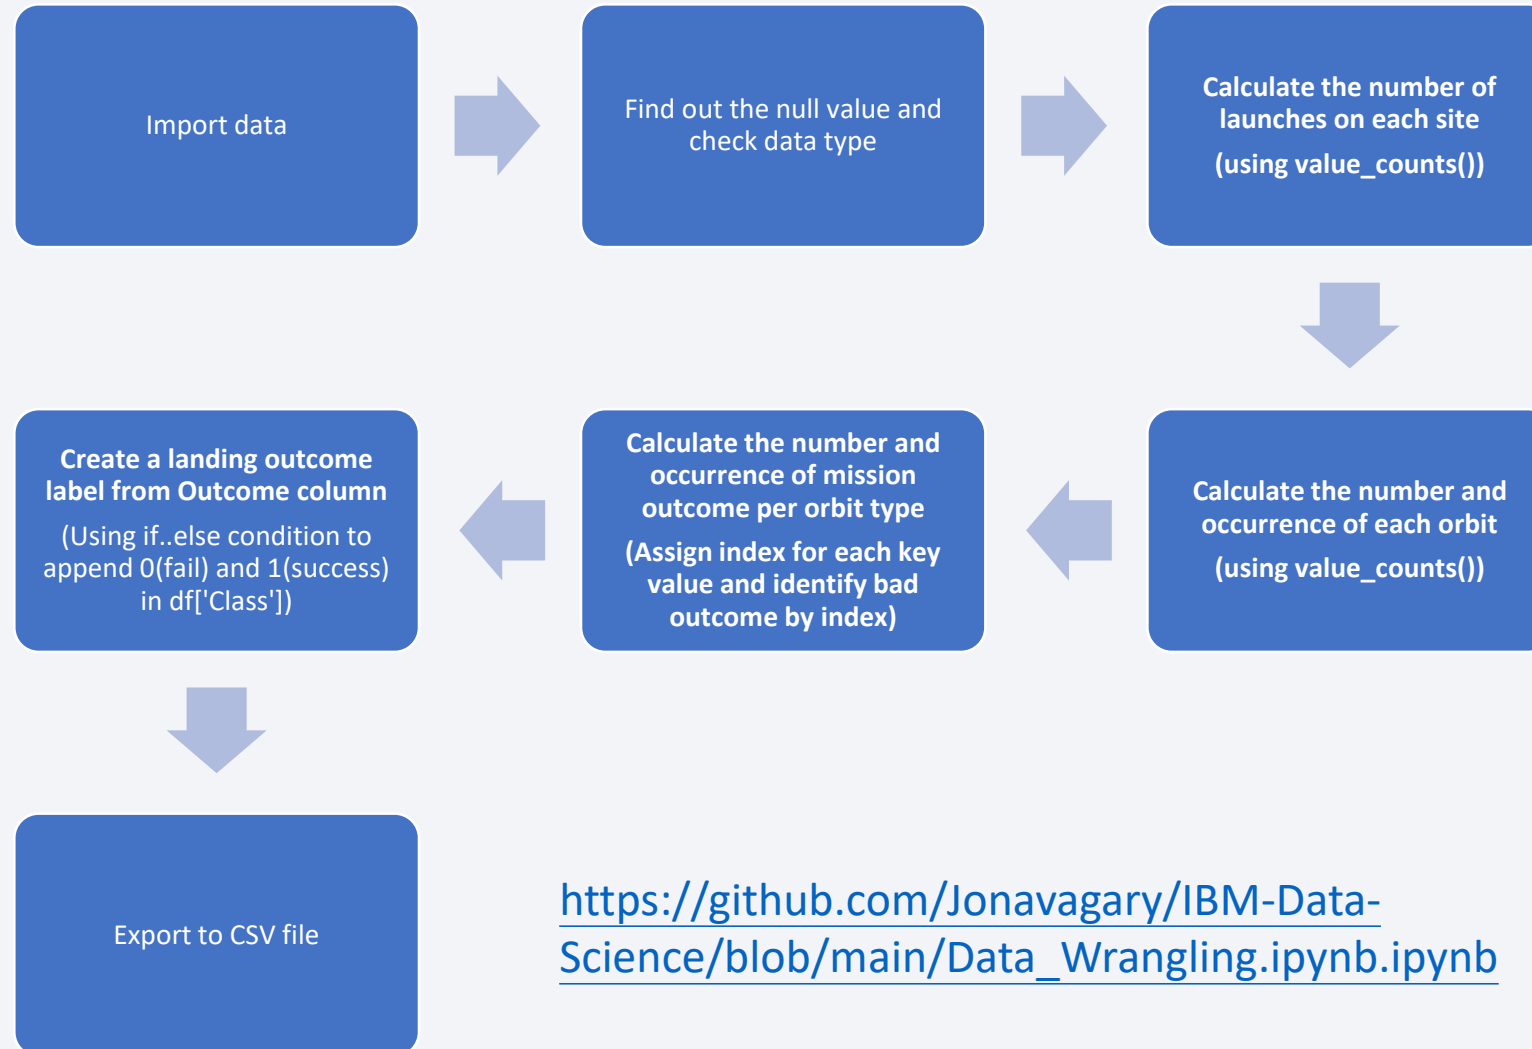 Import data
Find out the null value and
check data type
Calculate the number of
launches on each site
(using value_counts())
Calculate the number and
occurrence of each orbit
(using value_counts())
Calculate the number and
occurrence of mission
outcome per orbit type
(Assign index for each key
value and identify bad
outcome by index)
Create a landing outcome
label from Outcome column
(Using if..else condition to
append 0(fail) and 1(success)
in df['Class'])
Export to CSV file
https://github.com/Jonavagary/IBM-Data-
Science/blob/main/Data_Wrangling.ipynb.ipynb